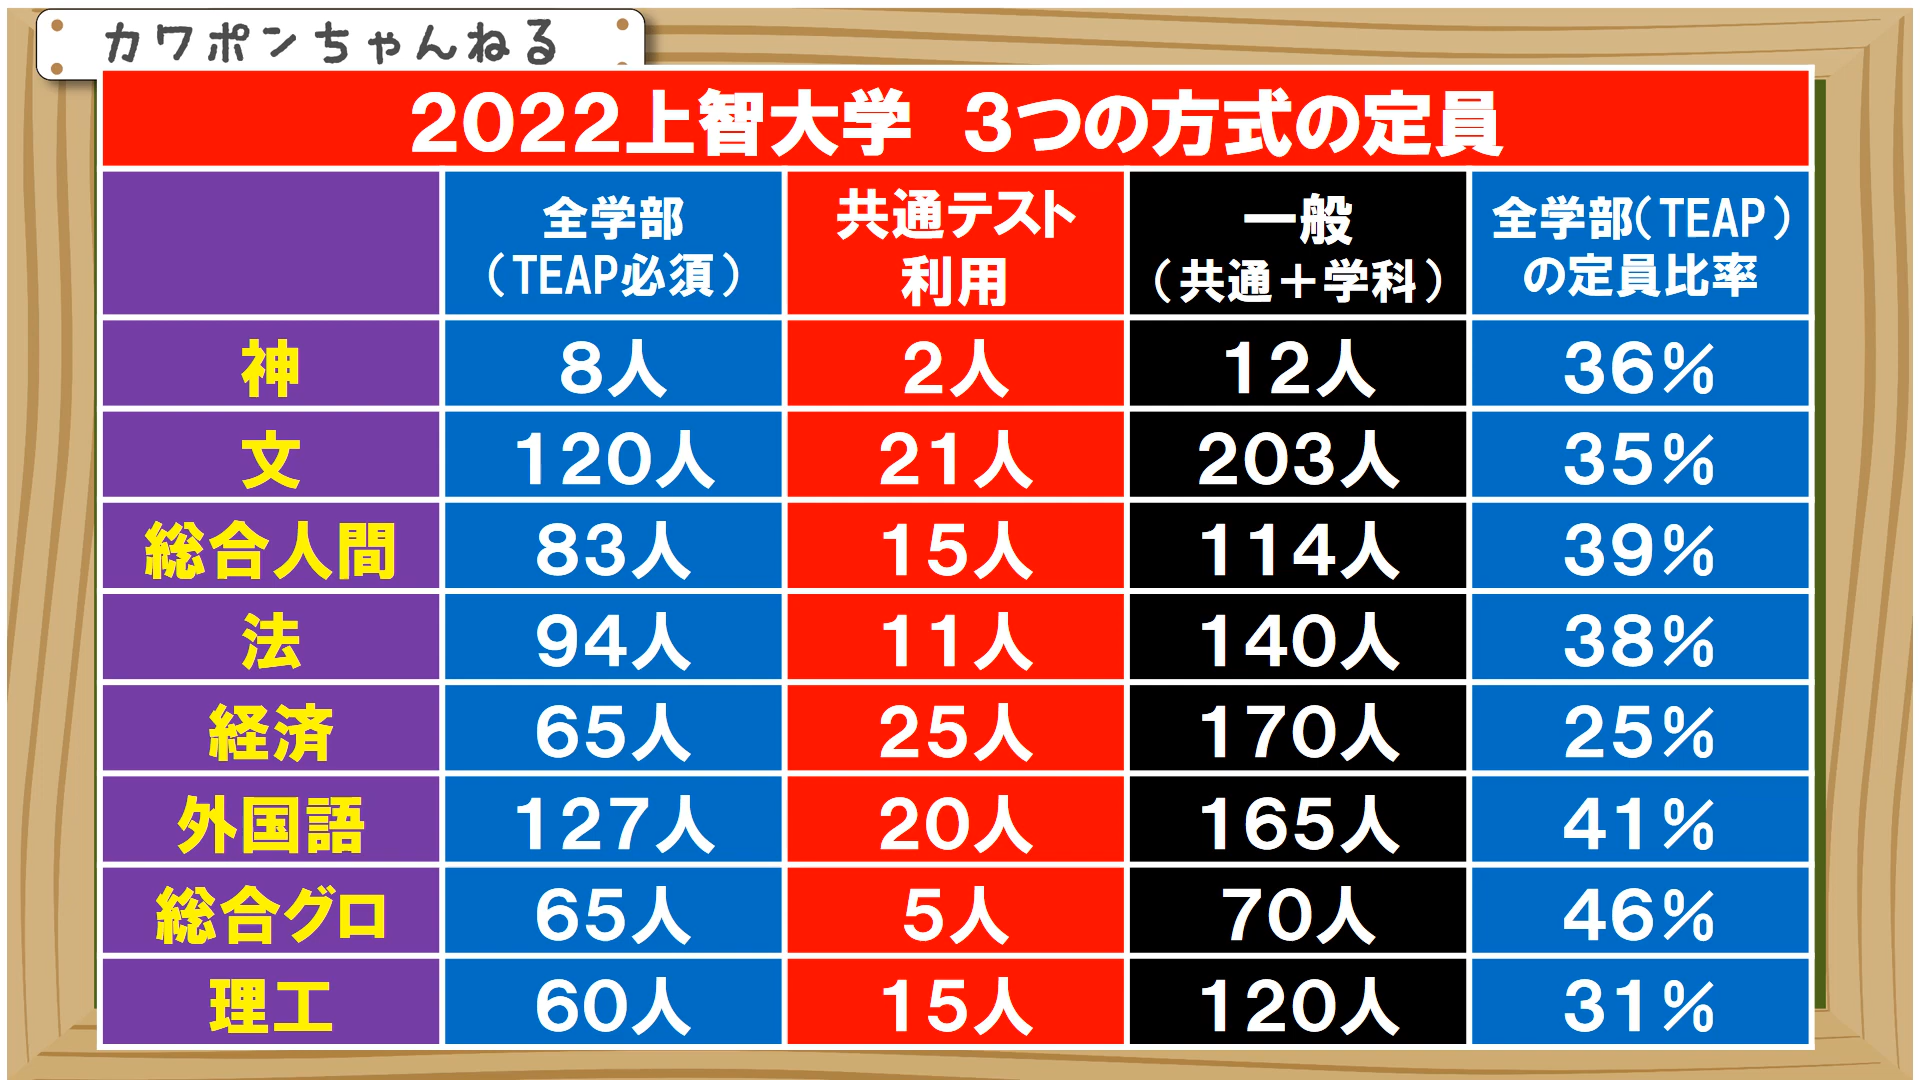 カワポンちゃんねる
2022上智大学　3つの方式の定員
全学部
（TEAP必須）
共通テスト
利用
一般
（共通＋学科）
全学部（TEAP）
の定員比率
神 8人 2人 12人 36%
文 120人 21人 203人 35%
総合人間 83人 15人 114人 39%
法 94人 11人 140人 38%
経済 65人 25人 170人 25%
外国語 127人 20人 165人 41%
総合グロ 65人 5人 70人 46%
理工 60人 15人 120人 31%